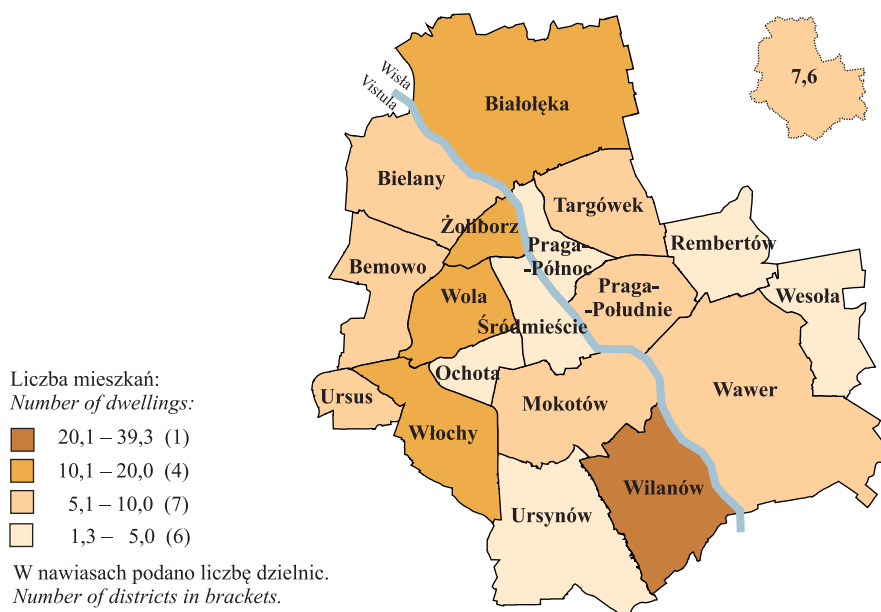 Wisła
Vistula
7,6
Białołęka
Bielany
Targówek
Żoliborz
Praga-
-Północ
Rembertów
Bemowo
Wola
Praga-
-Południe
Wesoła
Śródmieście
Ochota
Ursus
Mokotów
Wawer
Włochy
Wilanów
Ursynów
Liczba mieszkań:
Number of dwellings:
20,1 – 39,3 (1)
10,1 – 20,0 (4)
5,1 – 10,0 (7)
1,3 – 5,0 (6)
W nawiasach podano liczbę dzielnic.
Number of districts in brackets.